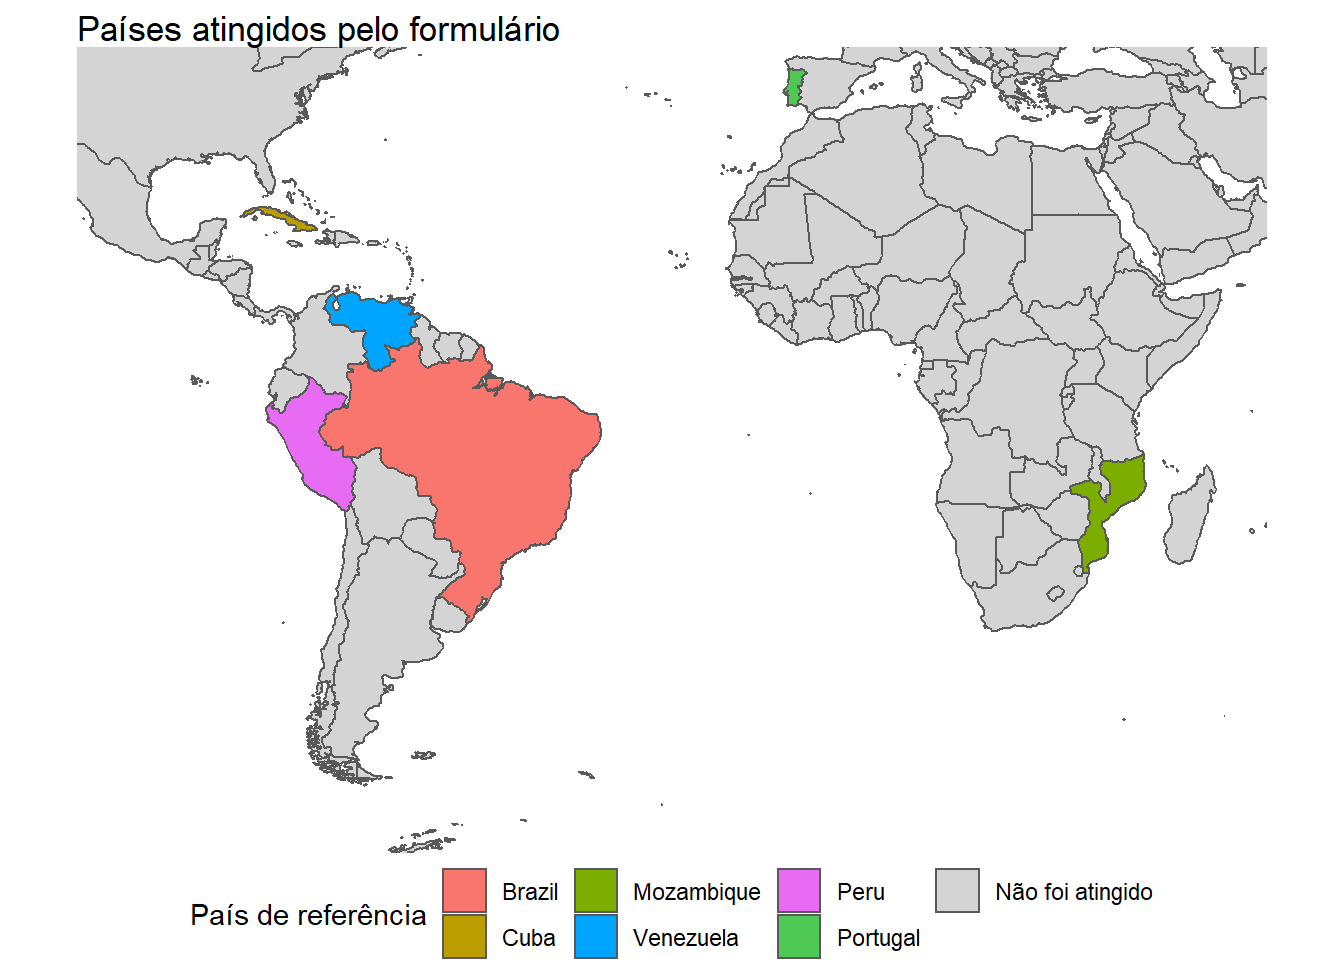 Países atingidos pelo formulário
País de referência
Brazil
Mozambique
Peru
Não foi atingido
Cuba
Venezuela
Portugal